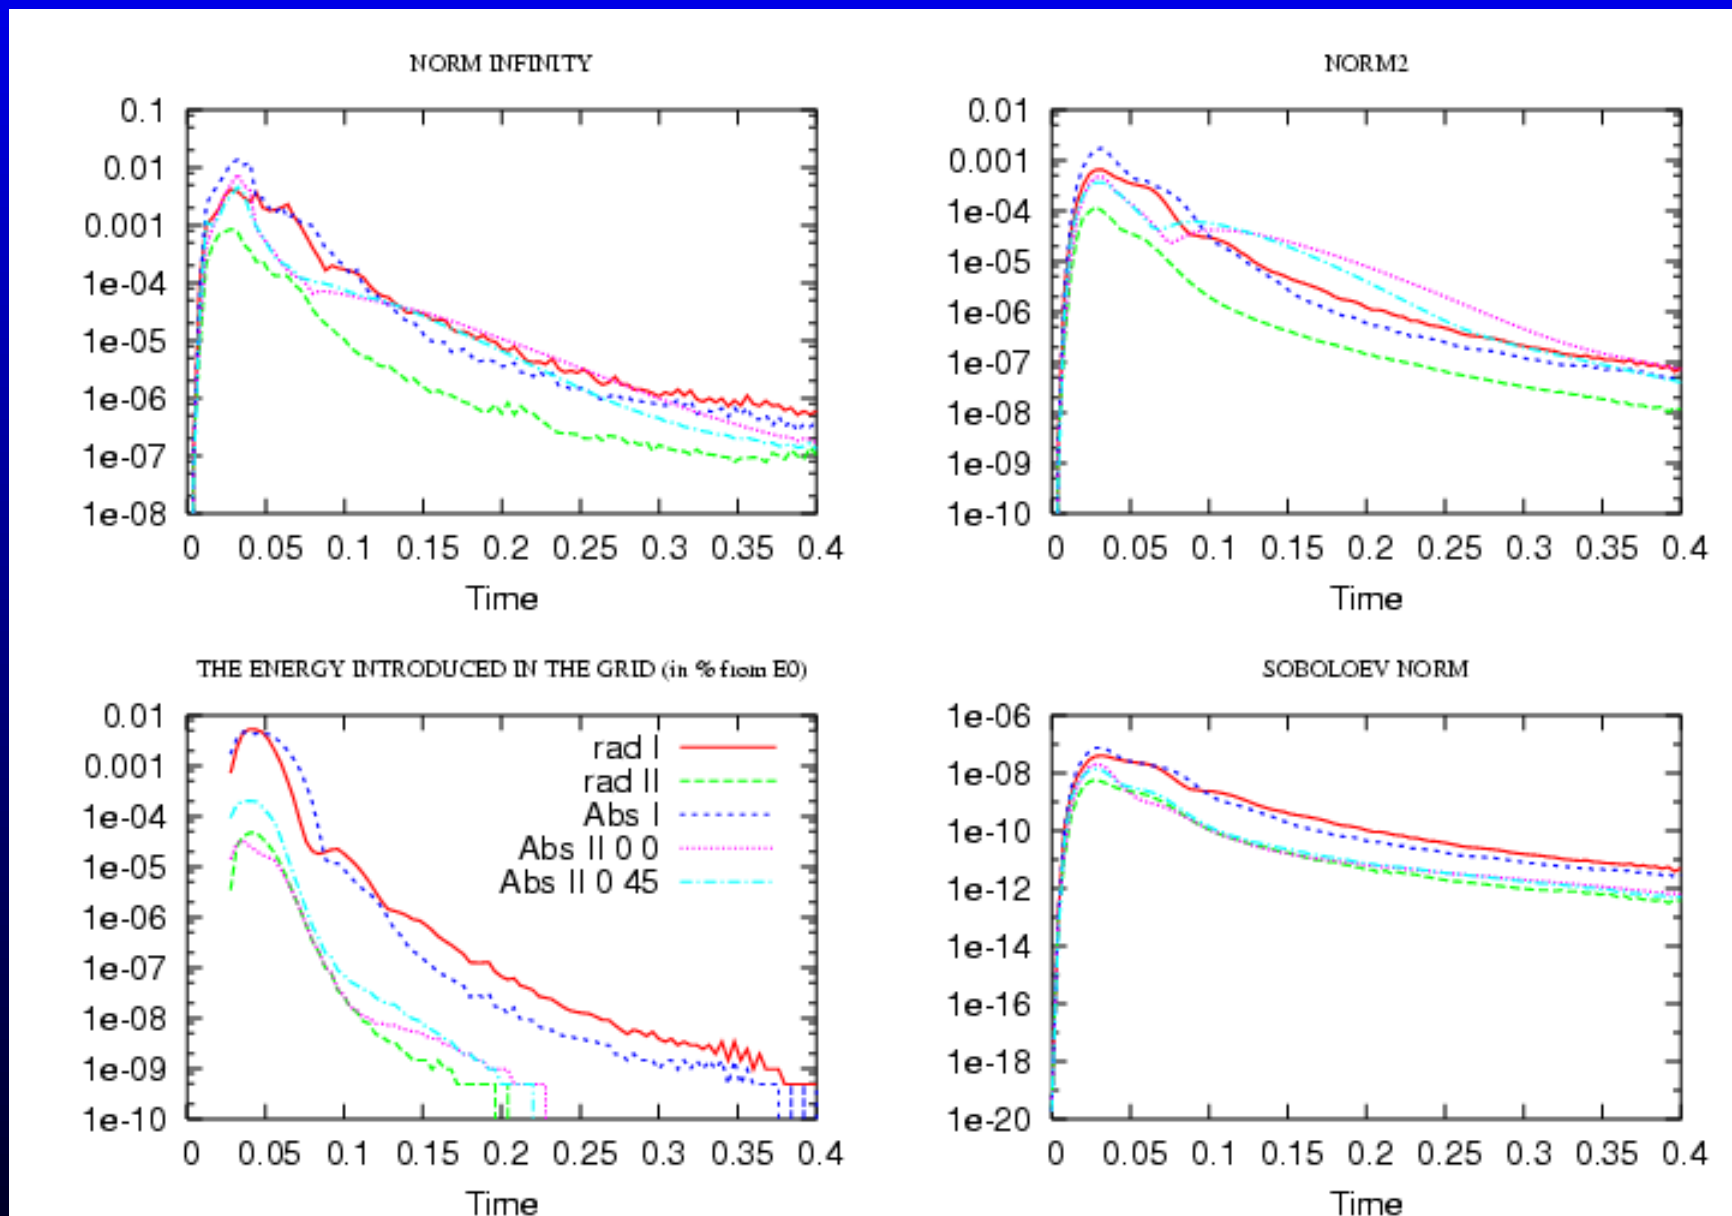 NORM INFINITY
0.1
0.01
0.001
1e-04
1e-05
1e-06
1e-07
1e-08
0 0.05 0.1 0.15 0.2 0.25 0.3 0.35 0.4
Time
NORM2
0.01
0.001
1e-04
1e-05
1e-06
1e-07
1e-08
1e-09
1e-10
0 0.05 0.1 0.15 0.2 0.25 0.3 0.35 0.4
Time
THE ENERGY INTRODUCED IN THE GRID (in % from E0)
0.01
0.001
1e-04
1e-05
1e-06
1e-07
1e-08
1e-09
1e-10
rad I
rad II
Abs I
Abs II 0 0
Abs II 0 45
0 0.05 0.1 0.15 0.2 0.25 0.3 0.35 0.4
Time
SOBOLOEV NORM
1e-06
1e-08
1e-10
1e-12
1e-14
1e-16
1e-18
1e-20
0 0.05 0.1 0.15 0.2 0.25 0.3 0.35 0.4
Time